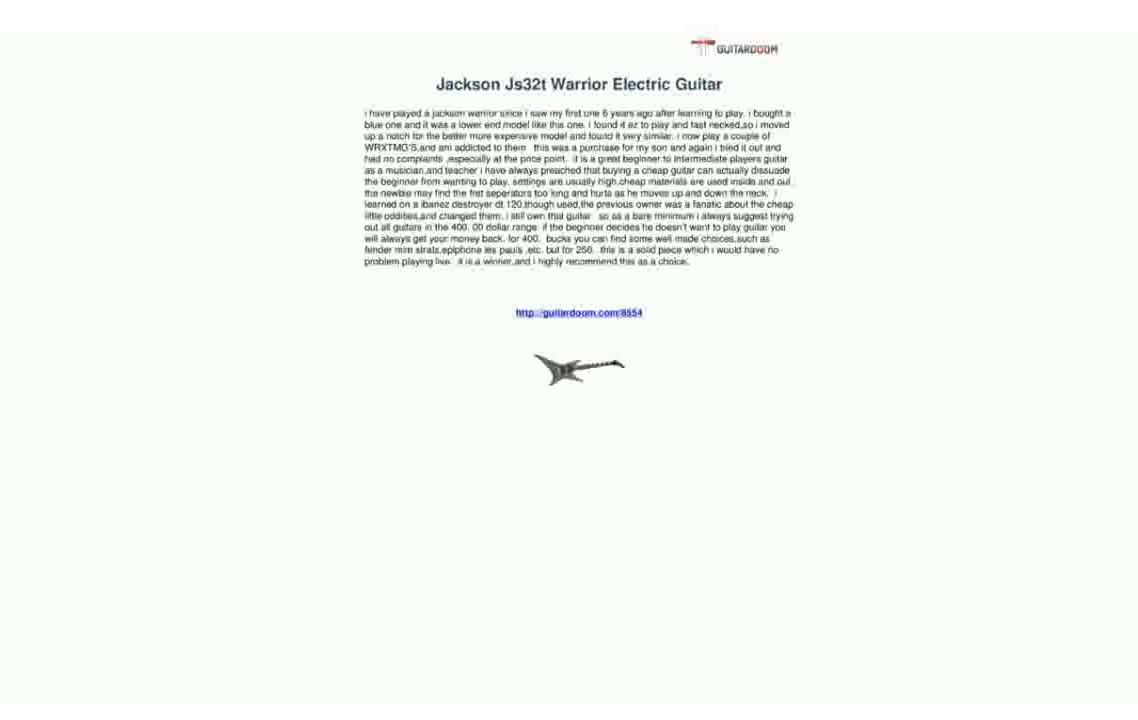 GUITARDOOM
Jackson Js32t Warrior Electric Guitar
i have played a jackson warrior since i saw my first one 6 years ago after learning to play. i bought a
blue one and it was a lower end model like this one. i found it ez to play and fast necked,so i moved
up a notch for the better more expensive model and found it very similar. i now play a couple of
WRXTMG'S,and am addicted to them   this was a purchase for my son and again i tried it out and
had no complaints ,especially at the price point.  it is a great beginner to intermediate players guitar
as a musician,and teacher i have always preached that buying a cheap guitar can actually dissuade
the beginner from wanting to play. settings are usually high,cheap materials are used inside and out .
the newbie may find the fret seperators too long and hurts as he moves up and down the neck.  i
learned on a ibanez destroyer dt 120,though used,the previous owner was a fanatic about the cheap
little oddities,and changed them. i still own that guitar   so as a bare minimum i always suggest trying
out all guitars in the 400. 00 dollar range  if the beginner decides he doesn't want to play guitar you
will always get your money back. for 400.  bucks you can find some well made choices,such as
fender mim strats,epiphone les pauls ,etc. but for 250.  this is a solid piece which i would have no
problem playing live.  it is a winner,and i highly recommend this as a choice.
http://guitardoom.com/8554